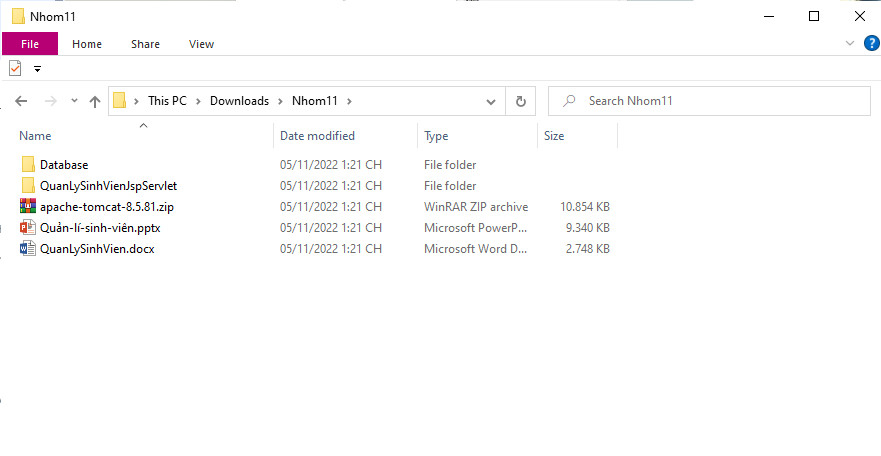 Nhom11
File Home Share View
This PC Downloads Nhom11 Search Nhom11
Name Date modified Type Size
Database 05/11/2022 1:21 CH File folder
QuanLySinhVienJspServlet 05/11/2022 1:21 CH File folder
apache-tomcat-8.5.81.zip 05/11/2022 1:21 CH WinRAR ZIP archive 10.854 KB
Quản-lí-sinh-viên.pptx 05/11/2022 1:21 CH Microsoft PowerP... 9.340 KB
QuanLySinhVien.docx 05/11/2022 1:21 CH Microsoft Word D... 2.748 KB